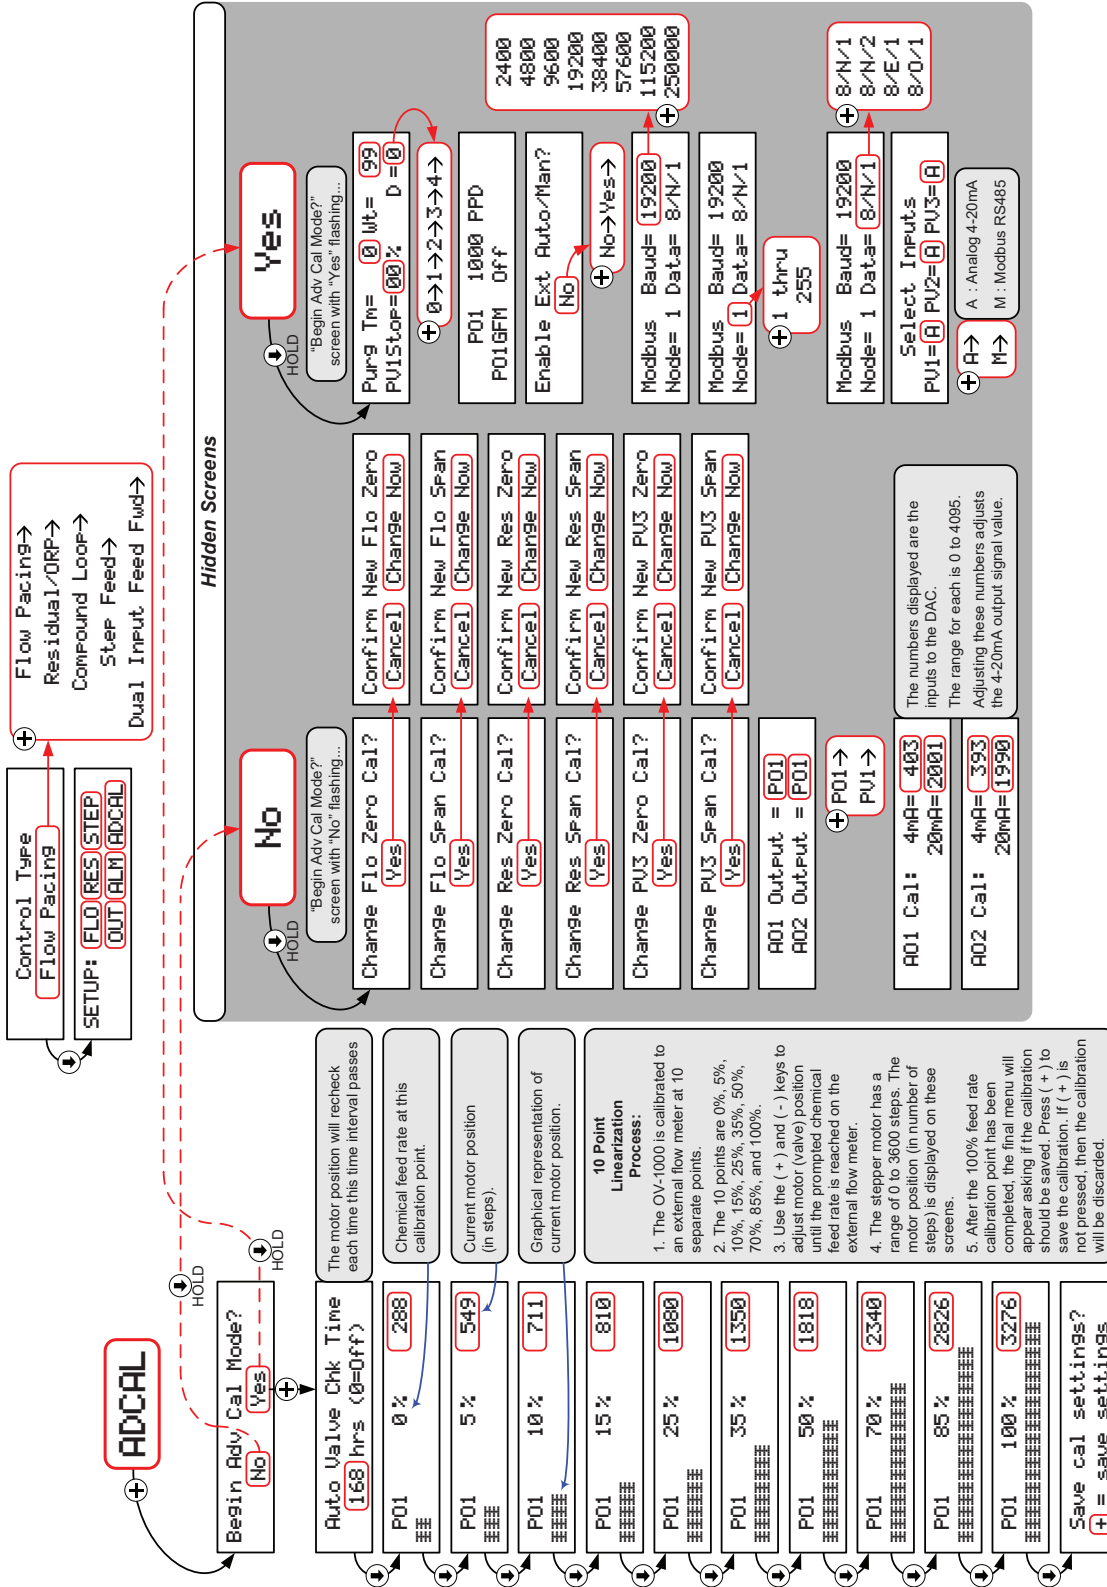 Control Type
Flow Pacing
SETUP: FLO RES STEP
OUT ALM ADCAL
Flow Pacing→
Residual/ORP→
Compound Loop→
Step Feed→
Dual Input Feed Fwd→
ADCAL
Begin Adv Cal Mode?
No Yes
HOLD
HOLD
Auto Valve Chk Time
168 hrs (0=Off)
The motor position will recheck
each time this time interval passes
PO1 0% 288
Chemical feed rate at this
calibration point.
PO1 5% 549
Current motor position
(in steps).
PO1 10% 711
Graphical representation of
current motor position.
PO1 15% 810
PO1 25% 1080
PO1 35% 1350
PO1 50% 1818
PO1 70% 2340
PO1 85% 2826
PO1 100% 3276
Save cal settings?
+ = save settings
10 Point
Linearization
Process:
1. The OV-1000 is calibrated to
an external flow meter at 10
separate points.
2. The 10 points are 0%, 5%,
10%, 15%, 25%, 35%, 50%,
70%, 85%, and 100%.
3. Use the ( + ) and ( - ) keys to
adjust motor (valve) position
until the prompted chemical
feed rate is reached on the
external flow meter.
4. The stepper motor has a
range of 0 to 3600 steps. The
motor position (in number of
steps) is displayed on these
screens.
5. After the 100% feed rate
calibration point has been
completed, the final menu will
appear asking if the calibration
should be saved. Press ( + ) to
save the calibration. If ( + ) is
not pressed, then the calibration
will be discarded.
Hidden Screens
No
HOLD
"Begin Adv Cal Mode?"
screen with "No" flashing...
Change Flo Zero Cal?
Yes
Confirm New Flo Zero
Cancel Change Now
Change Flo Span Cal?
Yes
Confirm New Flo Span
Cancel Change Now
Change Res Zero Cal?
Yes
Confirm New Res Zero
Cancel Change Now
Change Res Span Cal?
Yes
Confirm New Res Span
Cancel Change Now
Change PV3 Zero Cal?
Yes
Confirm New PV3 Zero
Cancel Change Now
Change PV3 Span Cal?
Yes
Confirm New PV3 Span
Cancel Change Now
AO1 Output = PO1
AO2 Output = PO1
+ PO1→
PV1→
AO1 Cal: 4mA= 403
20mA=2001
AO2 Cal: 4mA= 393
20mA=1990
The numbers displayed are the
inputs to the DAC.
The range for each is 0 to 4095.
Adjusting these numbers adjusts
the 4-20mA output signal value.
Yes
HOLD
"Begin Adv Cal Mode?"
screen with "Yes" flashing...
Purg Tm= 0 Wt= 99
PV1Stop=00% D =0
+ 0→1→2→3→4→
PO1 1000 PPD
PO1GFM Off
Enable Ext Auto/Man?
No
+ No→Yes→
Modbus Baud= 19200
Node= 1 Data= 8/N/1
2400
4800
9600
19200
38400
57600
115200
+ 250000
Modbus Baud= 19200
Node= 1 Data= 8/N/1
+ 1 thru
255
Modbus Baud= 19200
Node= 1 Data= 8/N/1
+ 8/N/1
8/N/2
8/E/1
8/O/1
Select Inputs
PV1=A PV2=A PV3=A
+ A→
M→
A : Analog 4-20mA
M : Modbus RS485